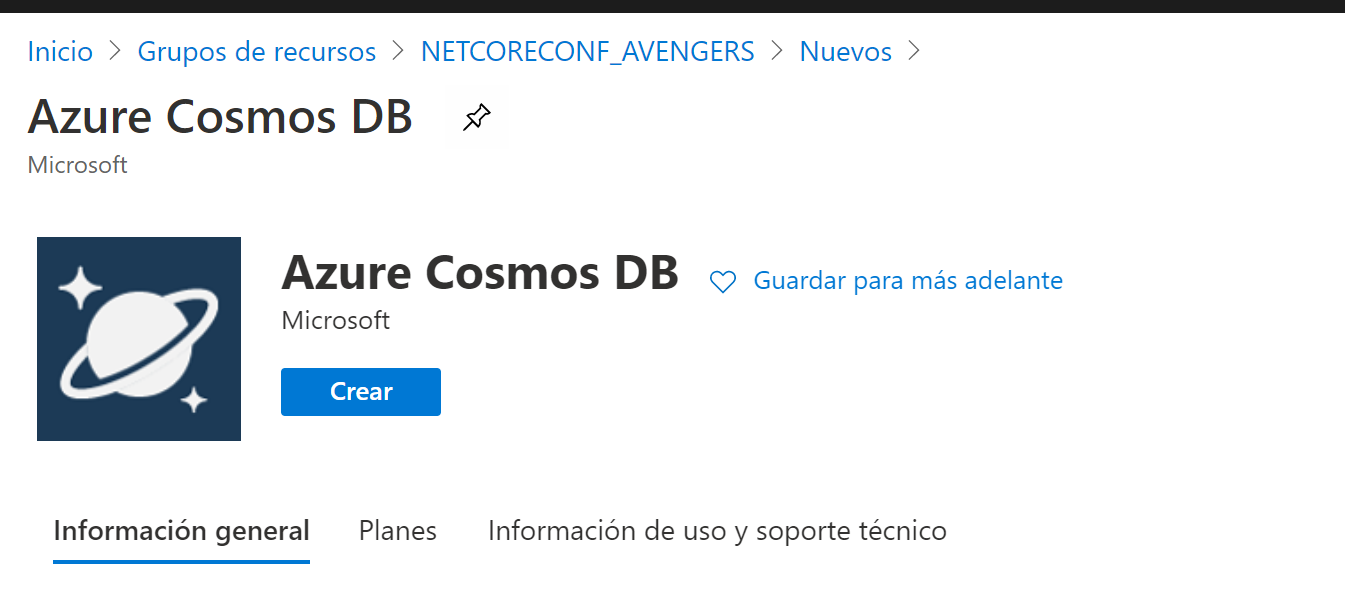 Inicio > Grupos de recursos > NETCORECONF_AVENGERS > Nuevos >
Azure Cosmos DB
Microsoft
Azure Cosmos DB Guardar para más adelante
Microsoft
Crear
Información general Planes Información de uso y soporte técnico